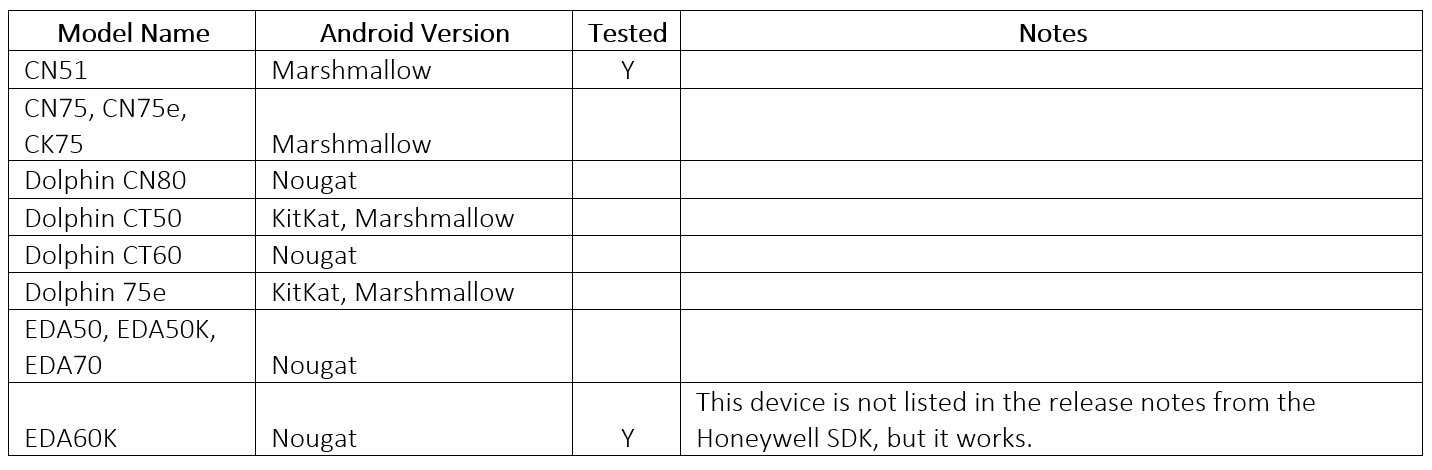 Model Name Android Version Tested Notes
CN51 Marshmallow Y
CN75, CN75e,
CK75 Marshmallow
Dolphin CN80 Nougat
Dolphin CT50 KitKat, Marshmallow
Dolphin CT60 Nougat
Dolphin 75e KitKat, Marshmallow
EDA50, EDA50K,
EDA70 Nougat
This device is not listed in the release notes from the
EDA60K Nougat Y Honeywell SDK, but it works.